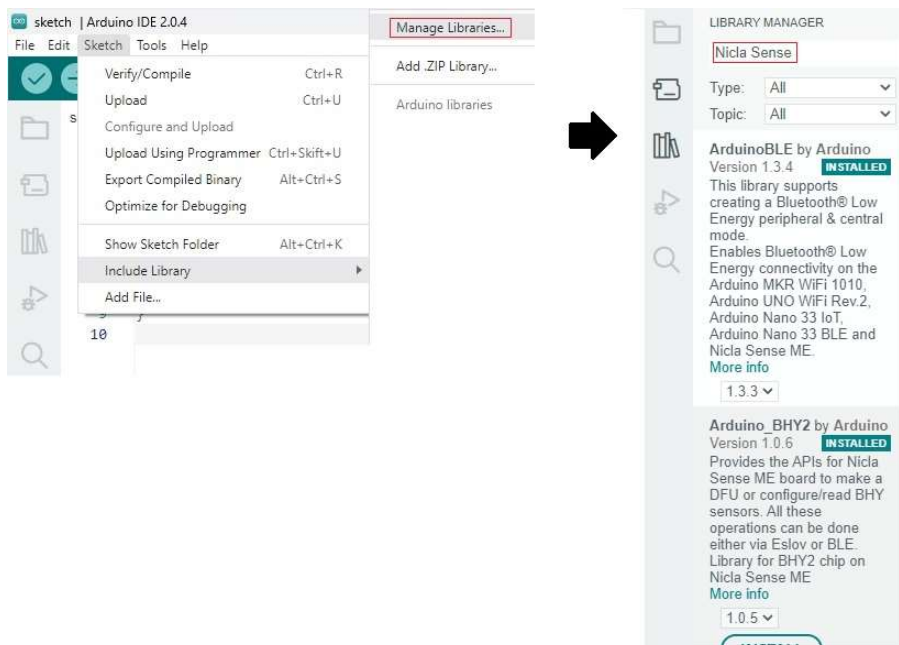 sketch | Arduino IDE 2.0.4
File Edit Sketch Tools Help
Verify/Compile Ctrl+R
Upload Ctrl+U
Configure and Upload
Upload Using Programmer Ctrl+Skift+U
Export Compiled Binary Alt+Ctrl+S
Optimize for Debugging
Show Sketch Folder Alt+Ctrl+K
Include Library
Add File...
10
Manage Libraries...
Add .ZIP Library...
Arduino libraries
LIBRARY MANAGER
Nicla Sense
Type: All
Topic: All
ArduinoBLE by Arduino
Version 1.3.4 INSTALLED
This library supports
creating a Bluetooth® Low
Energy peripheral & central
mode.
Enables Bluetooth® Low
Energy connectivity on the
Arduino MKR WiFi 1010,
Arduino UNO WiFi Rev.2,
Arduino Nano 33 IoT,
Arduino Nano 33 BLE and
Nicla Sense ME.
More info
1.3.3
Arduino_BHY2 by Arduino
Version 1.0.6 INSTALLED
Provides the APIs for Nicla
Sense ME board to make a
DFU or configure/read BHY
sensors. All these
operations can be done
either via Eslov or BLE.
Library for BHY2 chip on
Nicla Sense ME
More info
1.0.5